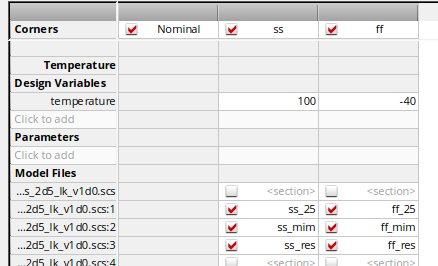 Corners Nominal ss ff
Temperature
Design Variables
temperature 100 -40
Click to add
Parameters
Click to add
Model Files
...s_2d5_lk_v1d0.scs <section> <section>
...2d5_lk_v1d0.scs:1 ss_25 ff_25
...2d5_lk_v1d0.scs:2 ss_mim ff_mim
...2d5_lk_v1d0.scs:3 ss_res ff_res
...2d5_lk_v1d0.scs:4 <section> <section>